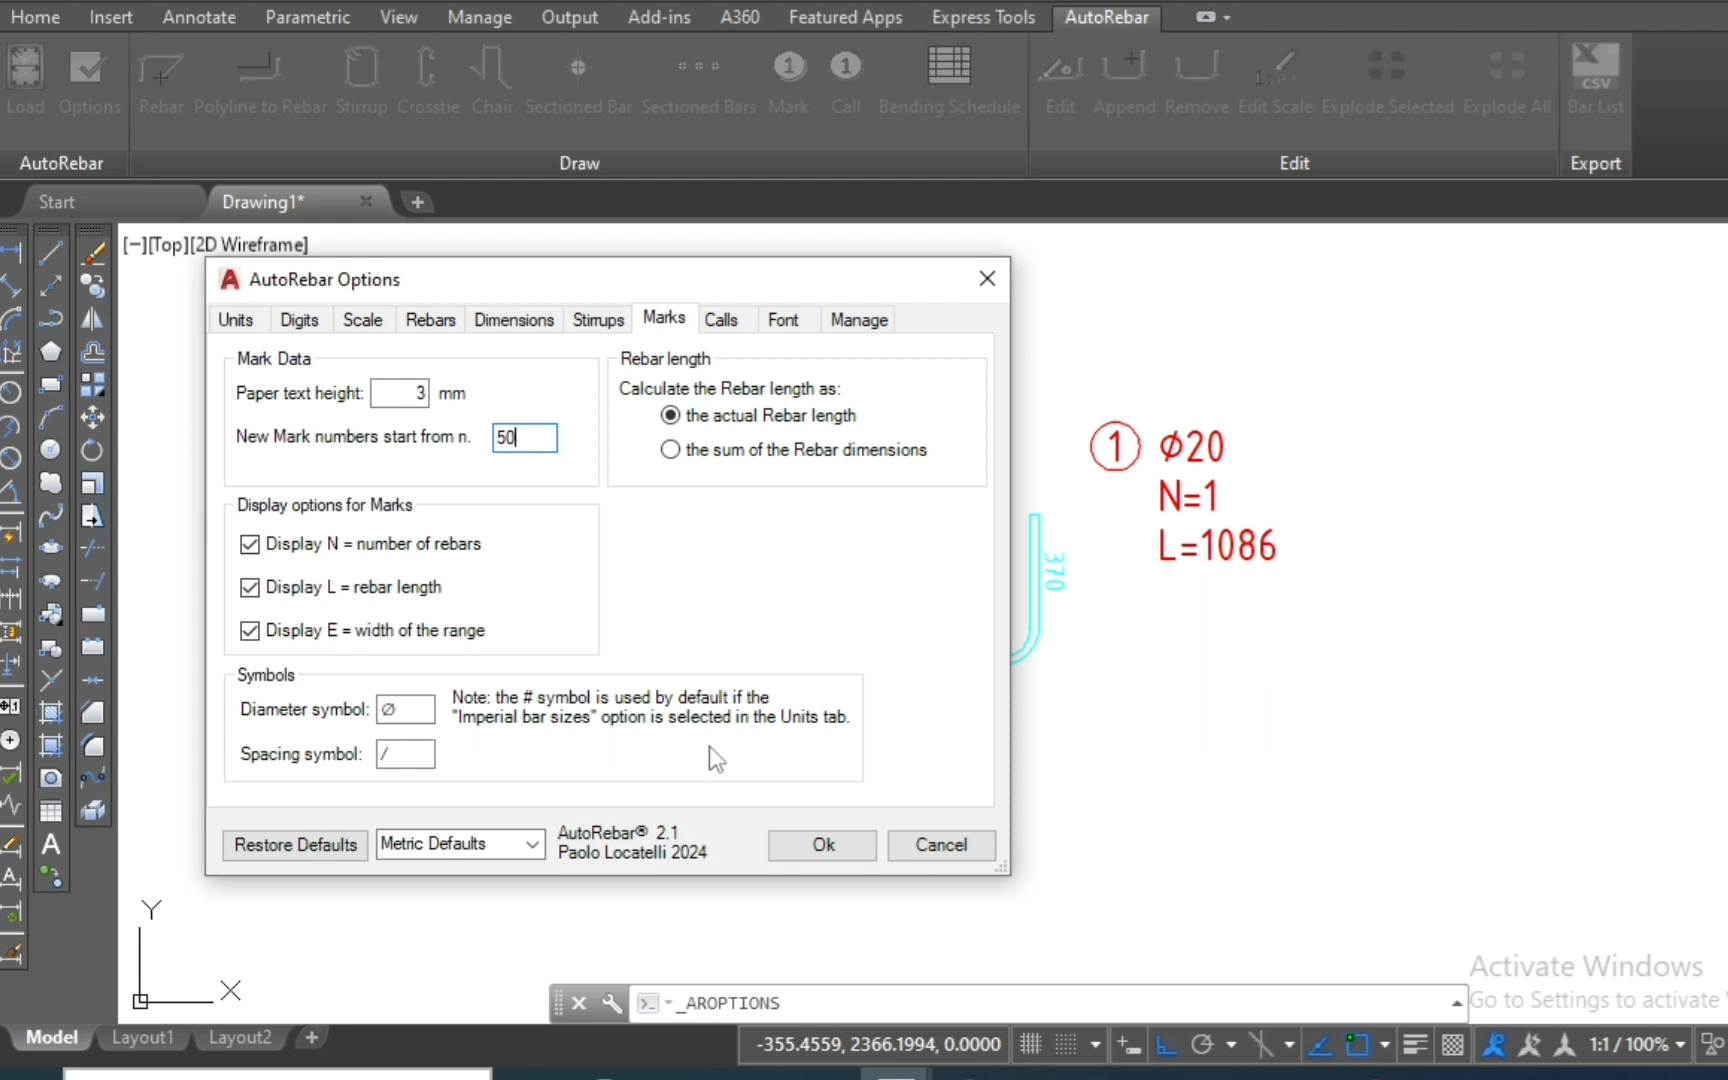 Home Insert Annotate Parametric View Manage Output Add-ins A360 Featured Apps Express Tools AutoRebar
Load Options Rebar Polyline to Rebar Stirrup Crosstie Chair Sectioned Bar Sectioned Bars Mark Call Bending Schedule Edit Append Remove Edit Scale Explode Selected Explode All Bar List
AutoRebar Draw Edit Export
Start Drawing1*
[−][Top][2D Wireframe]
AutoRebar Options
Units Digits Scale Rebars Dimensions Stirrups Marks Calls Font Manage
Mark Data
Paper text height: 3 mm
New Mark numbers start from n. 50
Rebar length
Calculate the Rebar length as:
the actual Rebar length
the sum of the Rebar dimensions
Display options for Marks
Display N = number of rebars
Display L = rebar length
Display E = width of the range
Symbols
Diameter symbol: Ø
Note: the # symbol is used by default if the
"Imperial bar sizes" option is selected in the Units tab.
Spacing symbol: /
Restore Defaults Metric Defaults
AutoRebar® 2.1
Paolo Locatelli 2024
Ok Cancel
1 Ø20
N=1
L=1086
370
Y
X
Activate Windows
Go to Settings to activate
_AROPTIONS
Model Layout1 Layout2
-355.4559, 2366.1994, 0.0000
1:1 / 100%